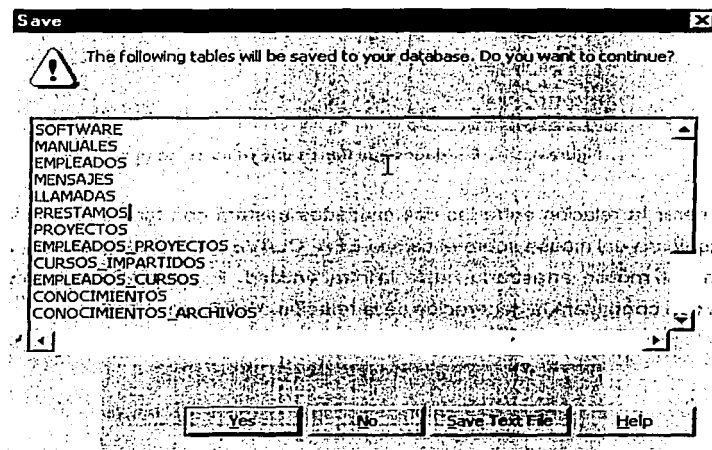 Save
The following tables will be saved to your database. Do you want to continue?
SOFTWARE
MANUALES
EMPLEADOS
MENSAJES
LLAMADAS
PRESTAMOS
PROYECTOS
EMPLEADOS_PROYECTOS
CURSOS_IMPARTIDOS
EMPLEADOS_CURSOS
CONOCIMIENTOS
CONOCIMIENTOS_ARCHIVOS
Yes
No
Save Text File
Help